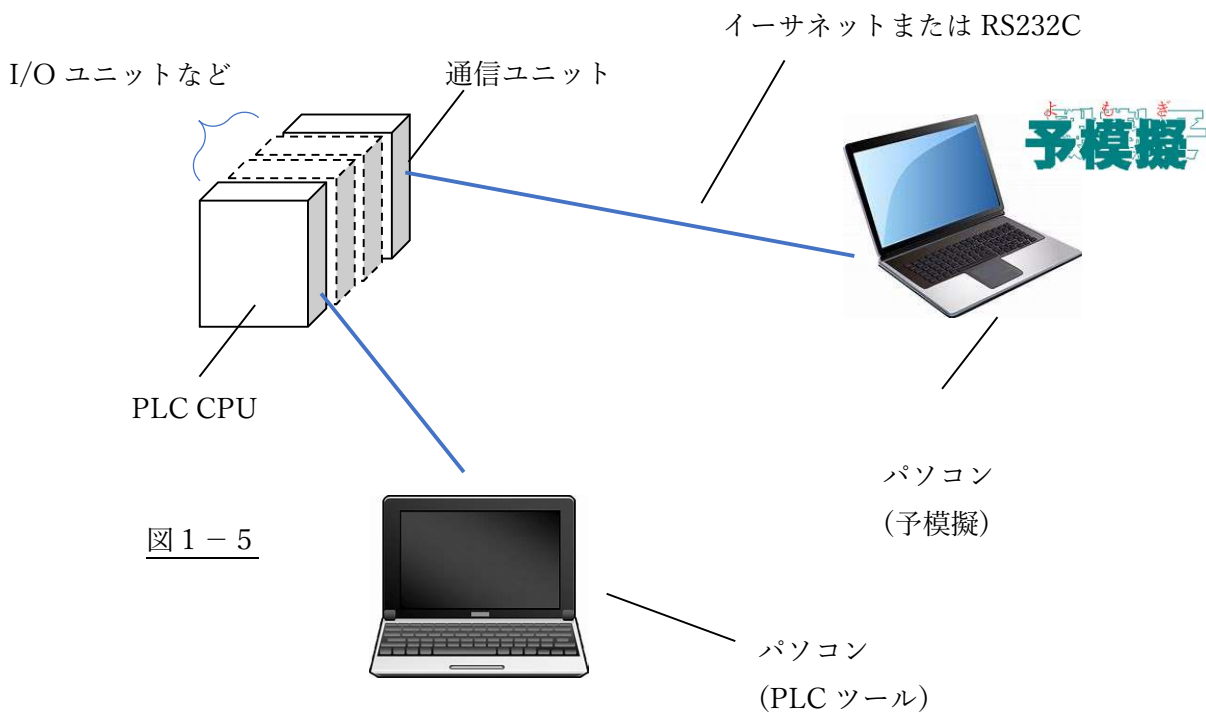 イーサネットまたは RS232C
I/O ユニットなど
通信ユニット
よもぎ
予模擬
PLC CPU
パソコン
(予模擬)
図1-5
パソコン
(PLC ツール)